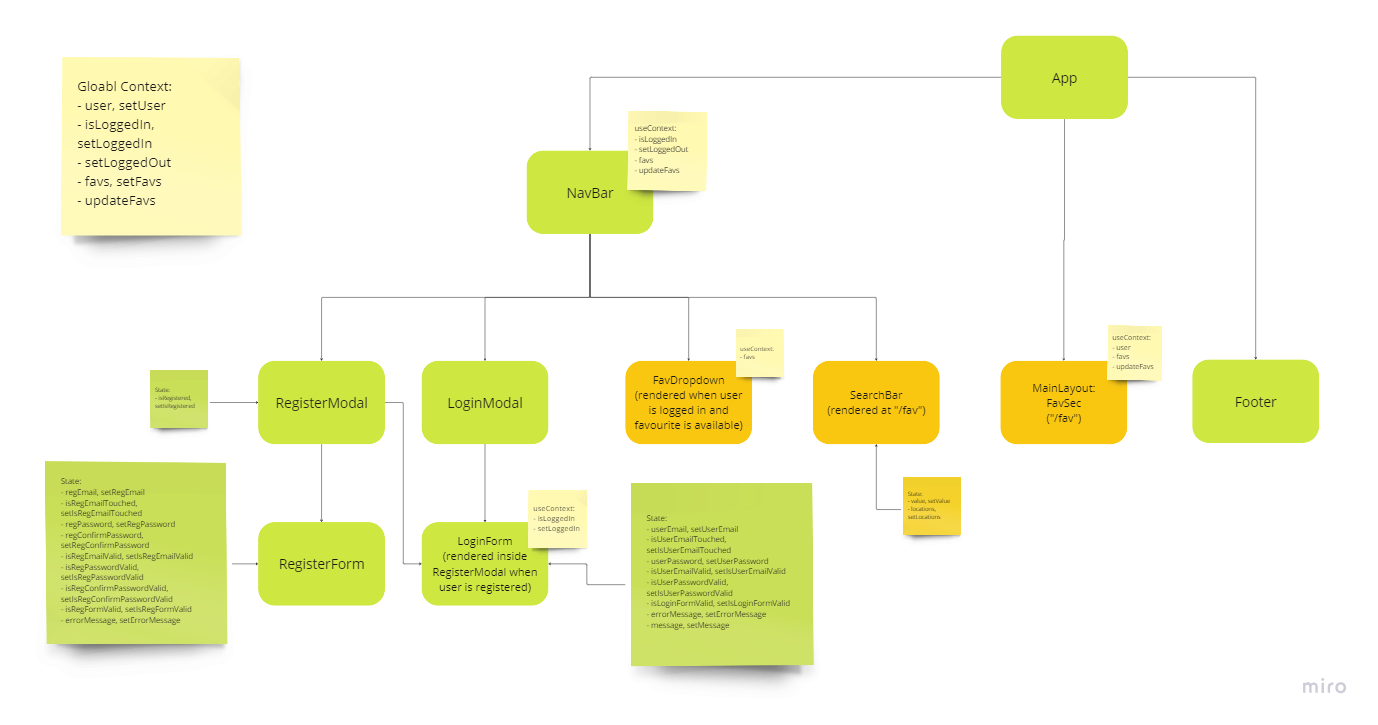 App
Gloabl Context:
- user, setUser
- isLoggedIn,
setLoggedIn
- setLoggedOut
- favs, setFavs
- updateFavs
useContext:
- isLoggedIn
- setLoggedOut
- favs
- updateFavs
NavBar
useContext:
- favs
useContext:
- user
- favs
- updateFavs
State:
- isRegistered,
setIsRegistered
RegisterModal
LoginModal
FavDropdown
(rendered when user
is logged in and
favourite is available)
SearchBar
(rendered at "/fav")
MainLayout:
FavSec
("/fav")
Footer
State:
- regEmail, setRegEmail
- isRegEmailTouched,
setIsRegEmailTouched
- regPassword, setRegPassword
- regConfirmPassword,
setRegConfirmPassword
- isRegEmailValid, setIsRegEmailValid
- isRegPasswordValid,
setIsRegPasswordValid
- isRegConfirmPasswordValid,
setIsRegConfirmPasswordValid
- isRegFormValid, setIsRegFormValid
- errorMessage, setErrorMessage
RegisterForm
useContext:
- isLoggedIn
- setLoggedIn
LoginForm
(rendered inside
RegisterModal when
user is registered)
State:
- userEmail, setUserEmail
- isUserEmailTouched,
setIsUserEmailTouched
- userPassword, setUserPassword
- isUserEmailValid, setIsUserEmailValid
- isUserPasswordValid,
setIsUserPasswordValid
- isLoginFormValid, setIsLoginFormValid
- errorMessage, setErrorMessage
- message, setMessage
State:
- value, setValue
- locations,
setLocations
miro